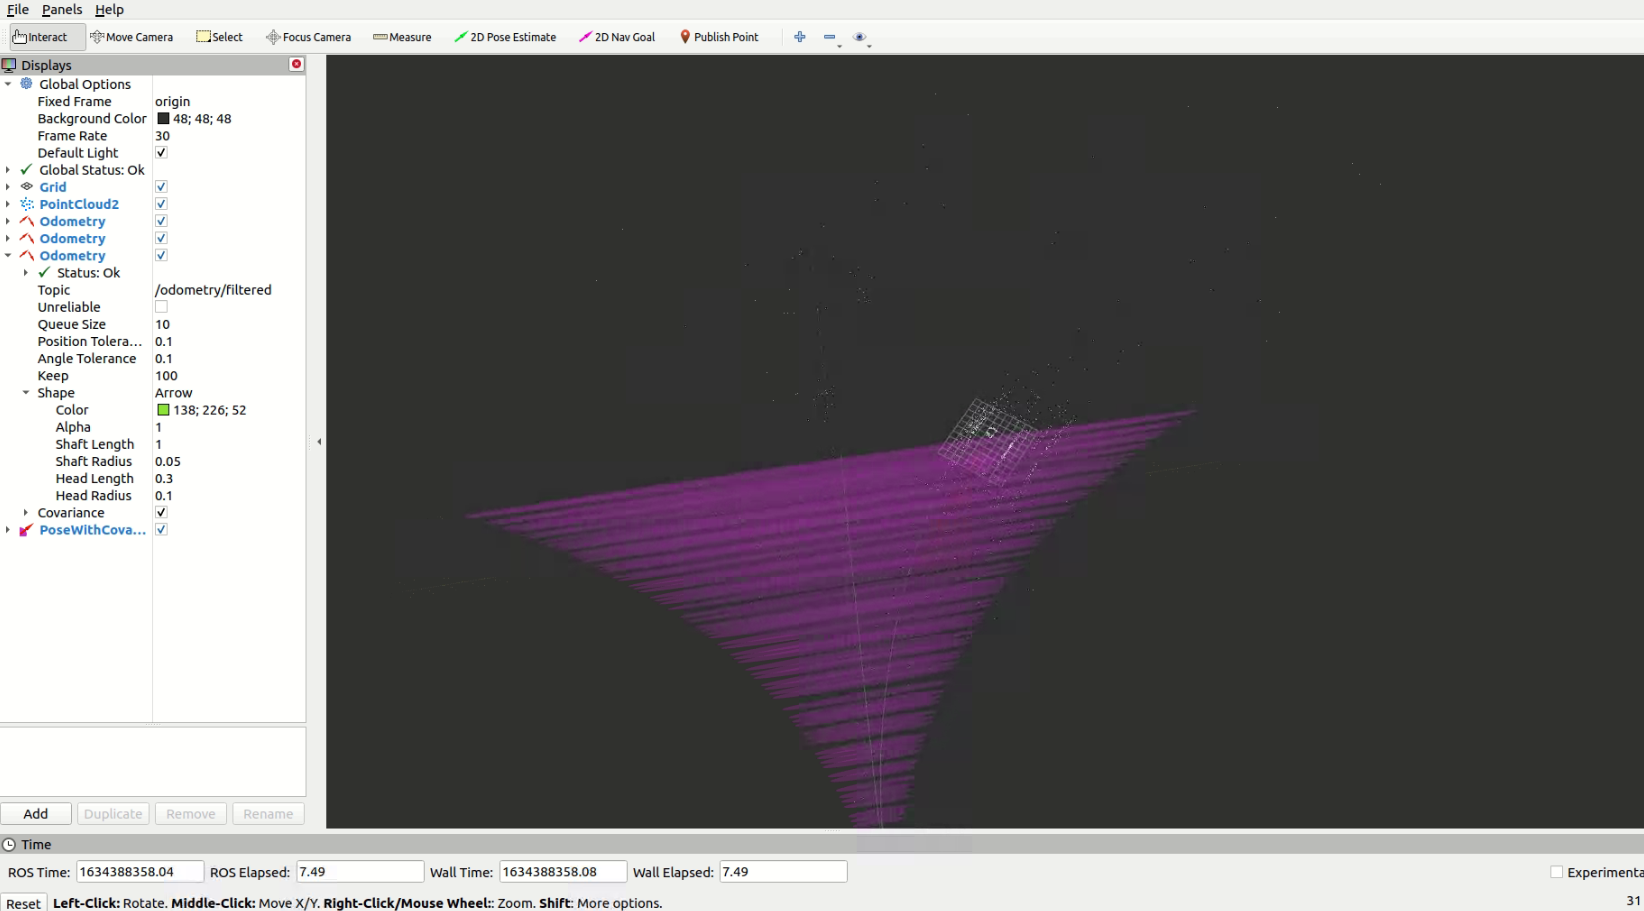 File Panels Help
Interact Move Camera Select Focus Camera Measure 2D Pose Estimate 2D Nav Goal Publish Point
Displays
Global Options
Fixed Frame origin
Background Color 48; 48; 48
Frame Rate 30
Default Light
Global Status: Ok
Grid
PointCloud2
Odometry
Odometry
Odometry
Status: Ok
Topic /odometry/filtered
Unreliable
Queue Size 10
Position Tolera... 0.1
Angle Tolerance 0.1
Keep 100
Shape Arrow
Color 138; 226; 52
Alpha 1
Shaft Length 1
Shaft Radius 0.05
Head Length 0.3
Head Radius 0.1
Covariance
PoseWithCova...
Add Duplicate Remove Rename
Time
ROS Time: 1634388358.04 ROS Elapsed: 7.49 Wall Time: 1634388358.08 Wall Elapsed: 7.49 Experimenta
Reset Left-Click: Rotate. Middle-Click: Move X/Y. Right-Click/Mouse Wheel:: Zoom. Shift: More options. 31